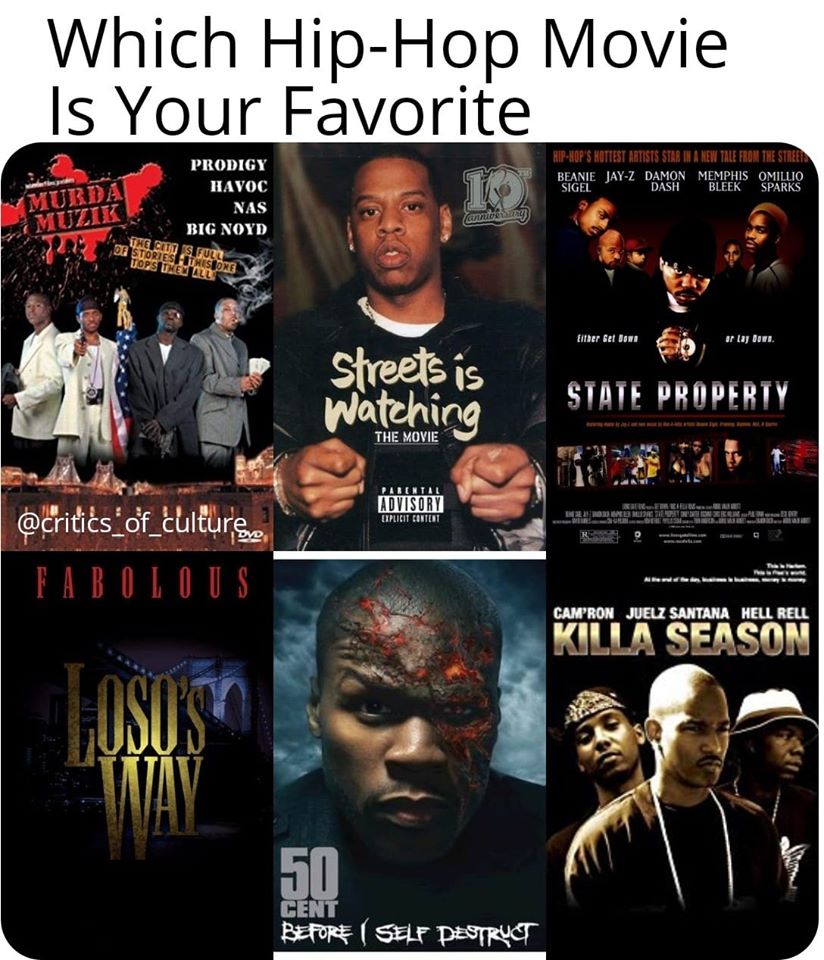 Which Hip-Hop Movie
Is Your Favorite
MURDA
MUZIK
PRODIGY
HAVOC
NAS
BIG NOYD
THE CITY IS FULL
OF STORIES • THIS ONE
TOPS THEM ALL
@critics_of_culture
DVD
10
anniversary
Streets is
Watching
THE MOVIE
PARENTAL
ADVISORY
EXPLICIT CONTENT
HIP-HOP'S HOTTEST ARTISTS STAR IN A NEW TALE FROM THE STREETS
BEANIE SIGEL JAY-Z DAMON DASH MEMPHIS BLEEK OMILLIO SPARKS
Either Get Down or Lay Down.
STATE PROPERTY
R
FABOLOUS
LOSO'S
WAY
50
CENT
BEFORE I SELF DESTRUCT
This is Harlem.
At the end of the day, business is business, money is money
CAM'RON JUELZ SANTANA HELL RELL
KILLA SEASON